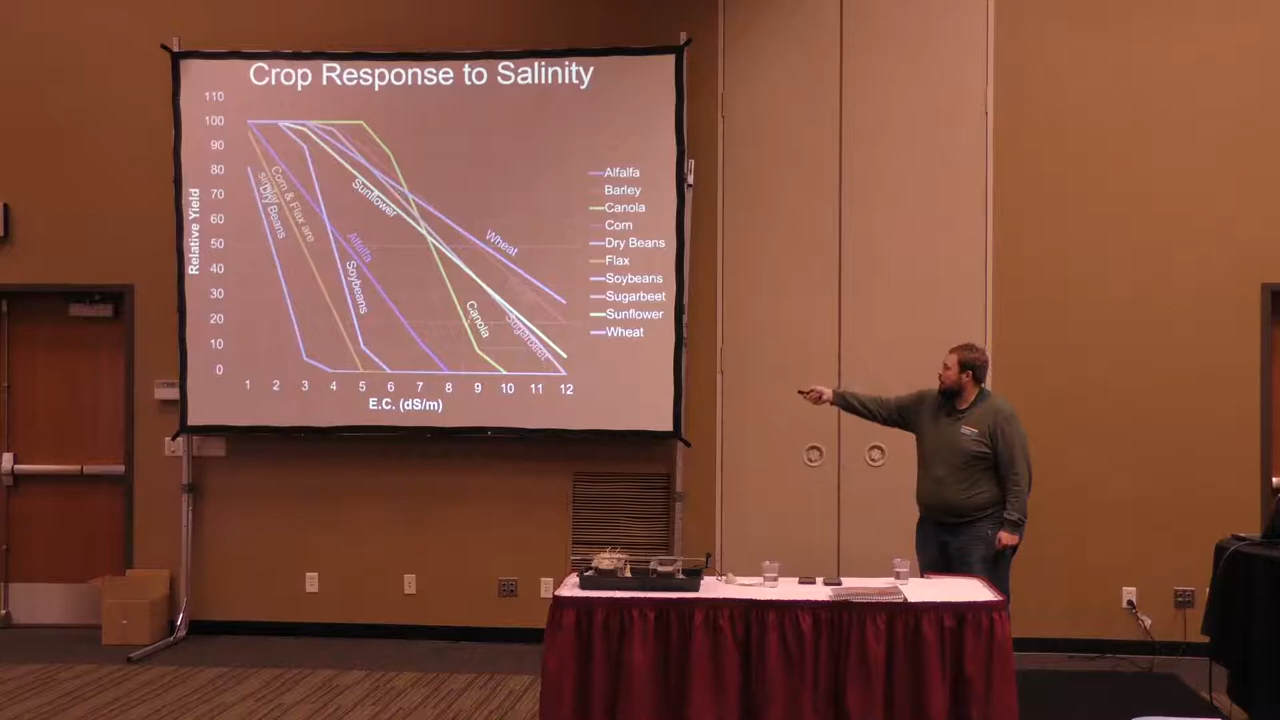 Crop Response to Salinity
110
100
90
80
70
60
50
40
30
20
10
0
Relative Yield
1 2 3 4 5 6 7 8 9 10 11 12
E.C. (dS/m)
Dry Beans
Corn & Flax are
similar
Alfalfa
Soybeans
Sunflower
Wheat
Canola
Sugarbeet
Alfalfa
Barley
Canola
Corn
Dry Beans
Flax
Soybeans
Sugarbeet
Sunflower
Wheat